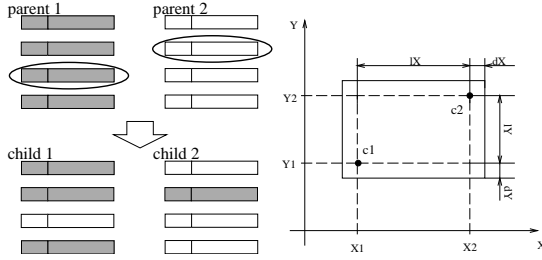 parent 1
parent 2
child 1
child 2
Y
lX
dX
Y2
c2
lY
c1
Y1
dY
X1
X2
X